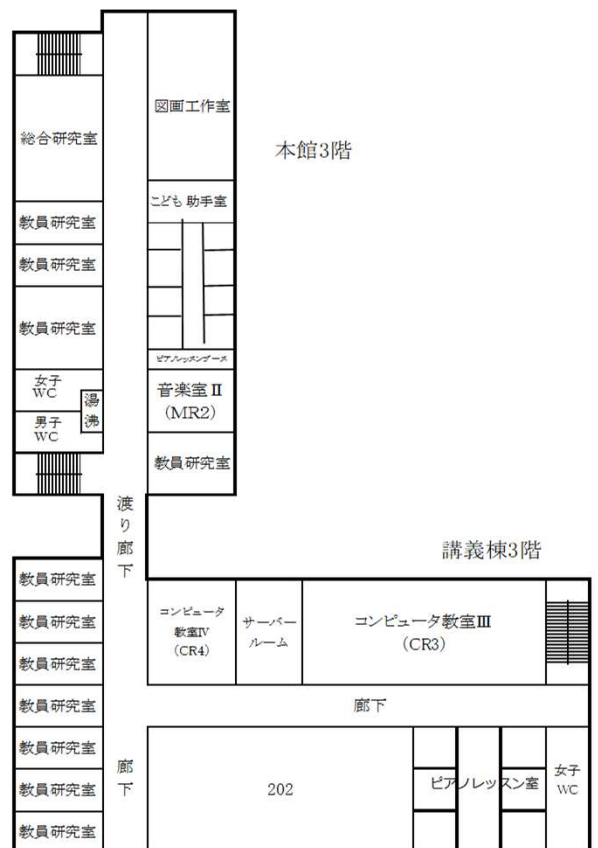 図画工作室
総合研究室
本館3階
こども 助手室
教員研究室
教員研究室
教員研究室
ピアノレッスンブース
女子
WC
湯
沸
音楽室Ⅱ
(MR2)
男子
WC
教員研究室
渡
り
廊
下
講義棟3階
教員研究室
教員研究室
教員研究室
教員研究室
教員研究室
教員研究室
教員研究室
コンピュータ
教室Ⅳ
(CR4)
サーバー
ルーム
コンピュータ教室Ⅲ
(CR3)
廊下
廊
下
202
ピアノレッスン室
女子
WC